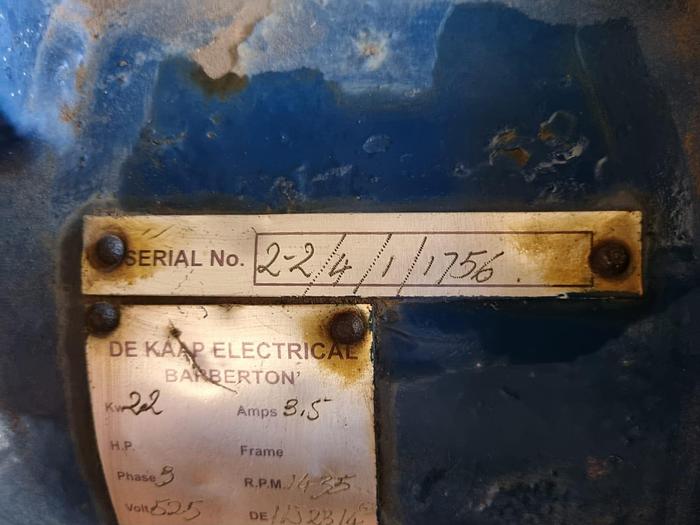 SERIAL No. 2-2/4/1/1756.
DE KAAP ELECTRICAL
BARBERTON'
Kw 22 Amps 3.5
H.P. Frame
Phase 3 R.P.M. 1435
Volt 525 DE